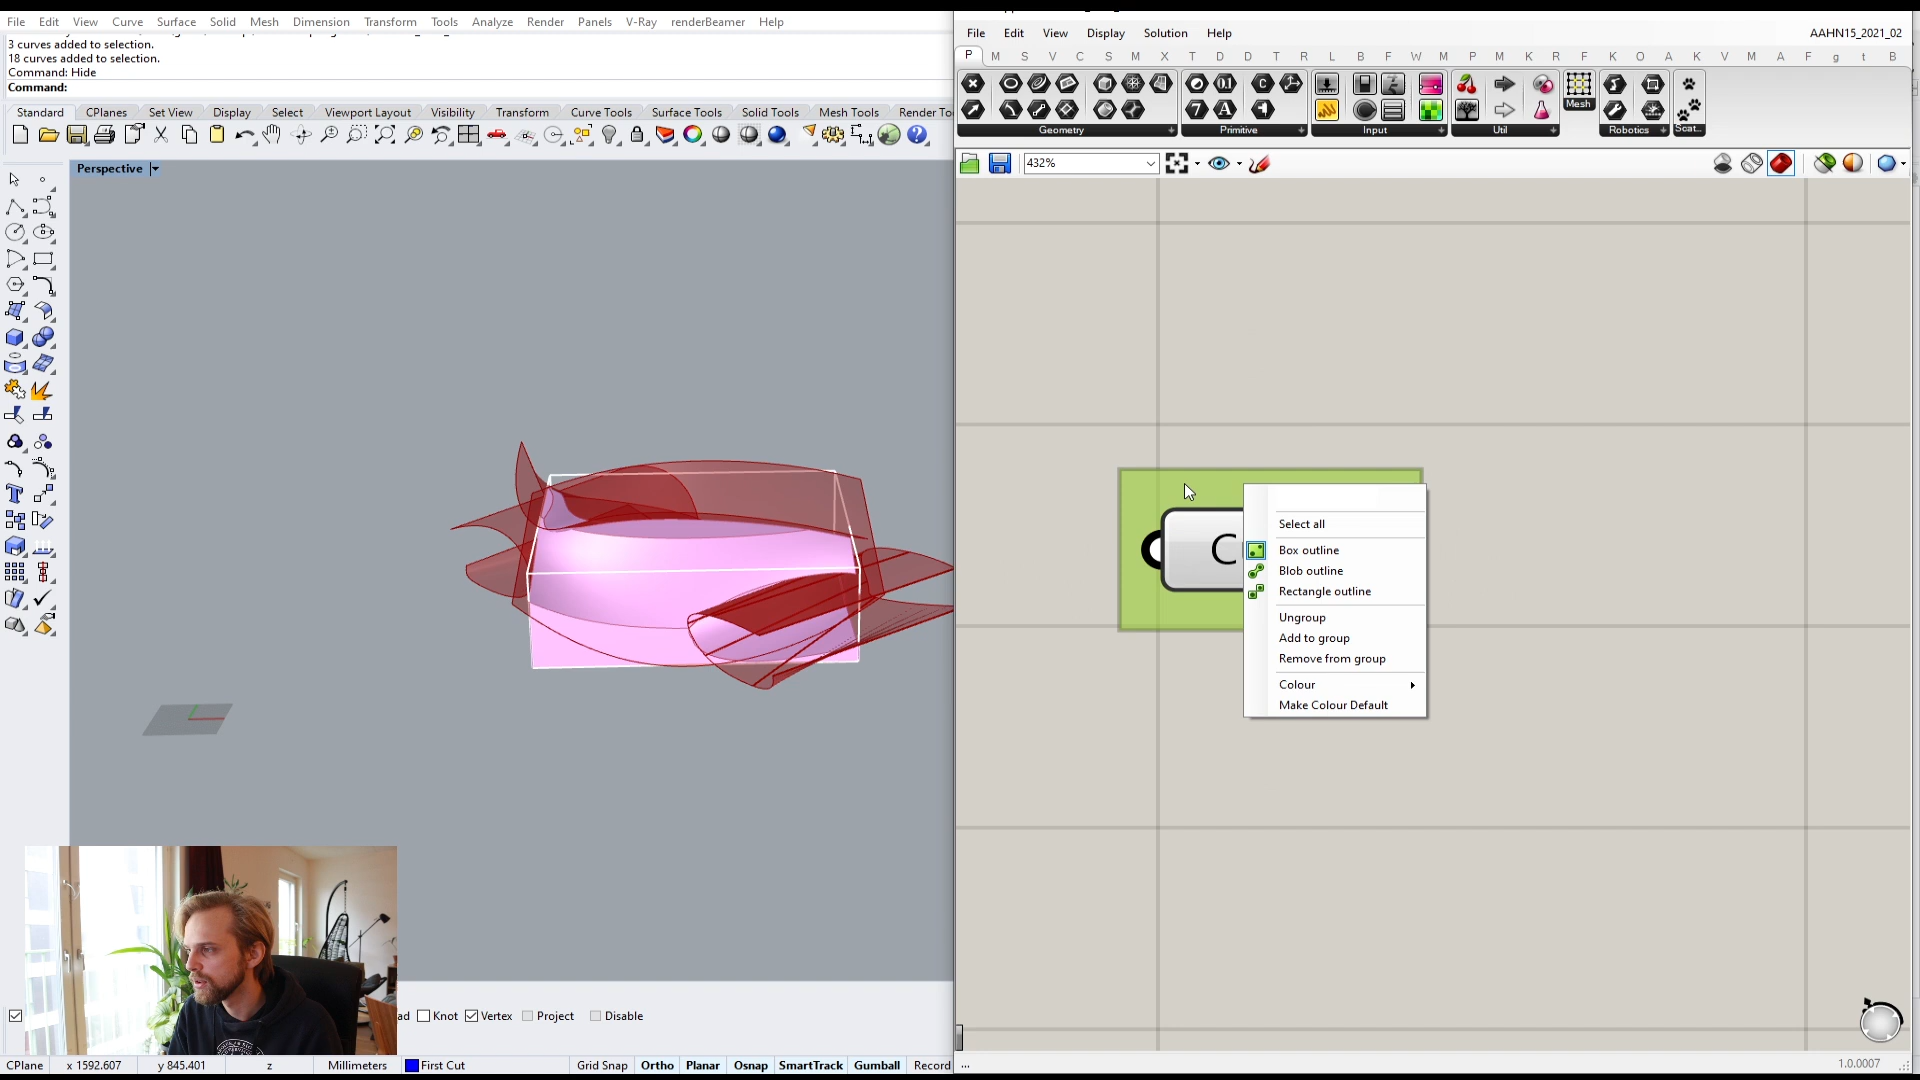 File Edit View Curve Surface Solid Mesh Dimension Transform Tools Analyze Render Panels V-Ray renderBeamer Help
3 curves added to selection.
18 curves added to selection.
Command: Hide
Command:
Standard CPlanes Set View Display Select Viewport Layout Visibility Transform Curve Tools Surface Tools Solid Tools Mesh Tools Render To
Perspective
ad Knot Vertex Project Disable
CPlane x 1592.607 y 845.401 z Millimeters First Cut Grid Snap Ortho Planar Osnap SmartTrack Gumball Record
File Edit View Display Solution Help AAHN15_2021_02
P M S V C S M X T D D T R L B F W M P M K R F K O A K V M A F g t B
Geometry Primitive Input Util Mesh Robotics Scat...
432%
C
Select all
Box outline
Blob outline
Rectangle outline
Ungroup
Add to group
Remove from group
Colour
Make Colour Default
...
1.0.0007